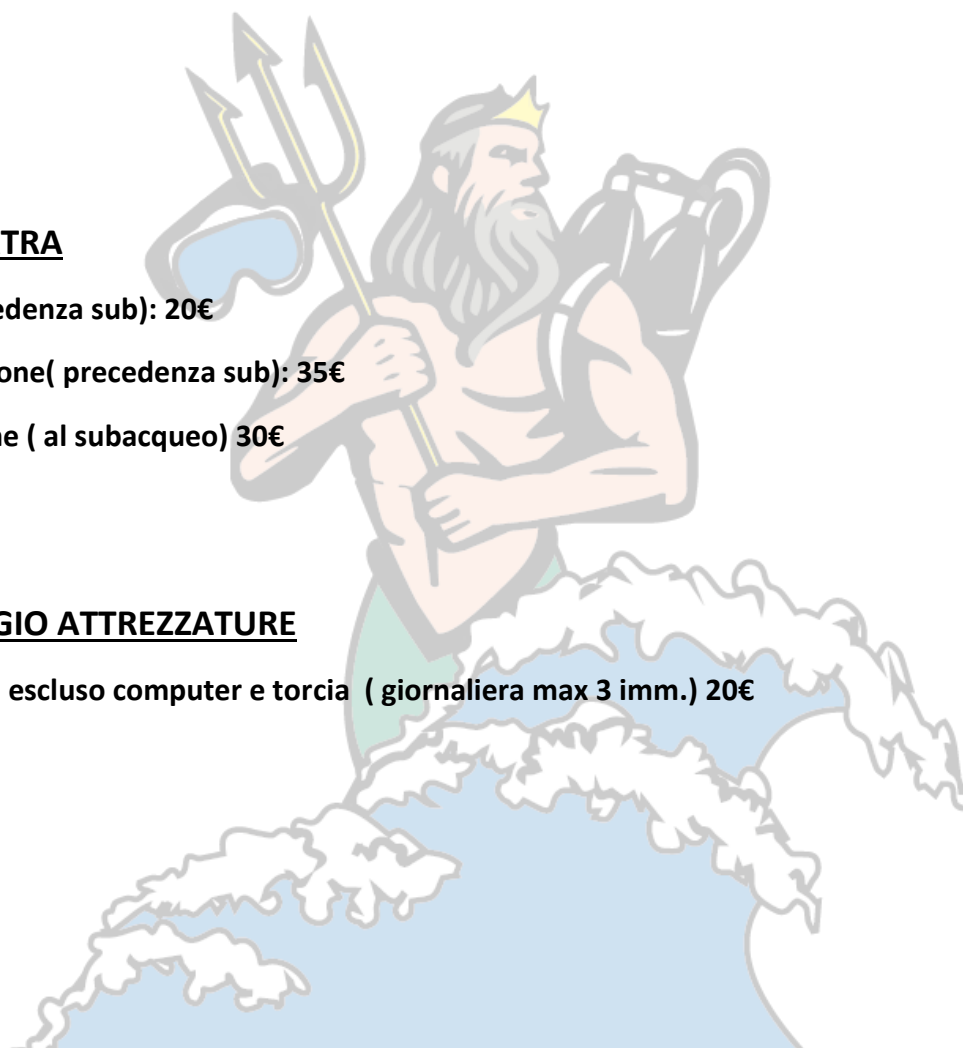 TRA
edenza sub): 20€
one( precedenza sub): 35€
ne ( al subacqueo) 30€
GIO ATTREZZATURE
escluso computer e torcia ( giornaliera max 3 imm.) 20€